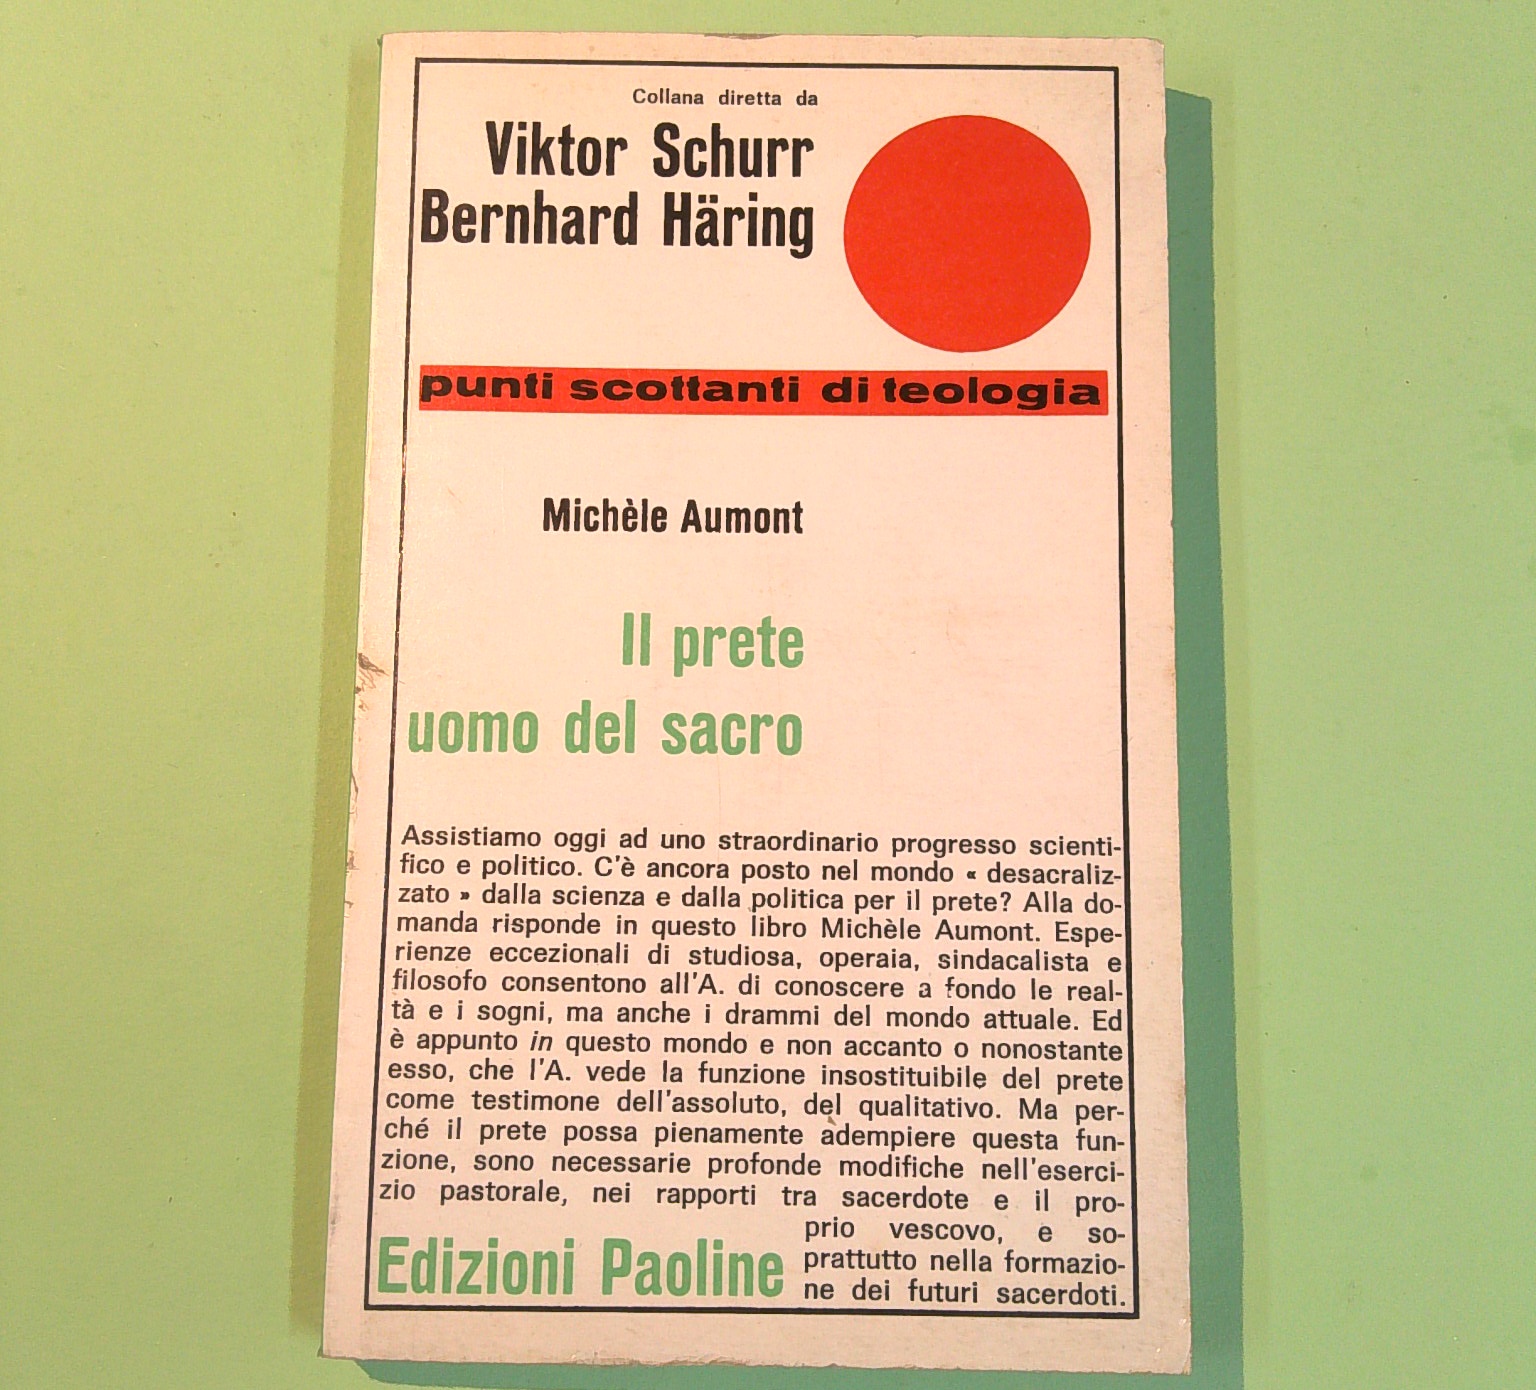 Collana diretta da
Viktor Schurr
Bernhard Häring
punti scottanti di teologia
Michèle Aumont
Il prete
uomo del sacro
Assistiamo oggi ad uno straordinario progresso scienti-
fico e politico. C'è ancora posto nel mondo « desacraliz-
zato » dalla scienza e dalla politica per il prete? Alla do-
manda risponde in questo libro Michèle Aumont. Espe-
rienze eccezionali di studiosa, operaia, sindacalista e
filosofo consentono all'A. di conoscere a fondo le real-
tà e i sogni, ma anche i drammi del mondo attuale. Ed
è appunto in questo mondo e non accanto o nonostante
esso, che l'A. vede la funzione insostituibile del prete
come testimone dell'assoluto, del qualitativo. Ma per-
ché il prete possa pienamente adempiere questa fun-
zione, sono necessarie profonde modifiche nell'eserci-
zio pastorale, nei rapporti tra sacerdote e il pro-
prio vescovo, e so-
prattutto nella formazio-
ne dei futuri sacerdoti.
Edizioni Paoline